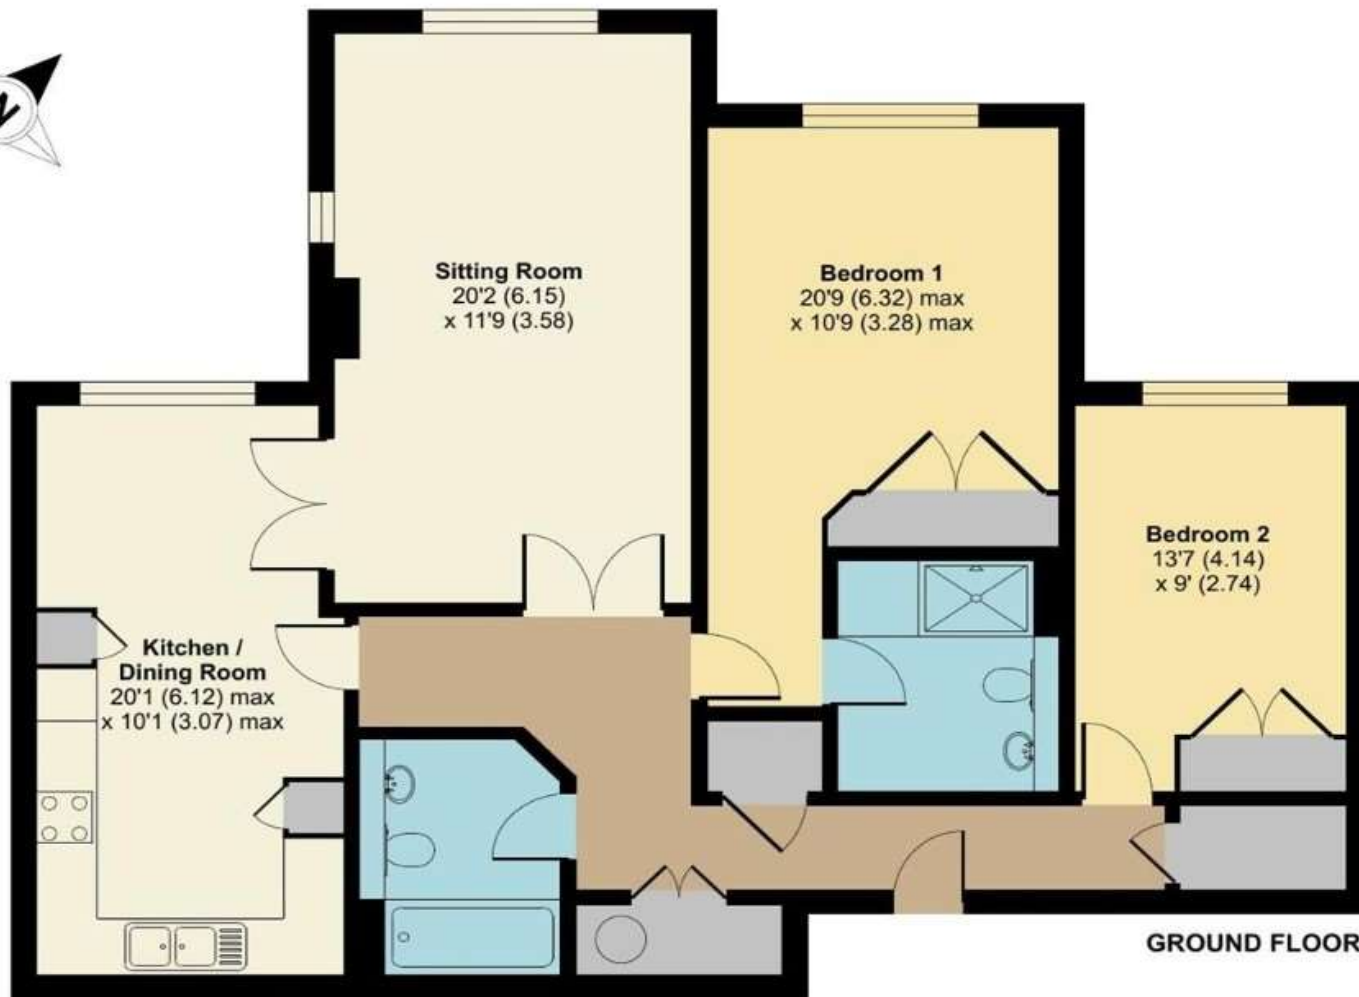 N
Sitting Room
20'2 (6.15)
x 11'9 (3.58)
Bedroom 1
20'9 (6.32) max
x 10'9 (3.28) max
Bedroom 2
13'7 (4.14)
x 9' (2.74)
Kitchen /
Dining Room
20'1 (6.12) max
x 10'1 (3.07) max
GROUND FLOOR